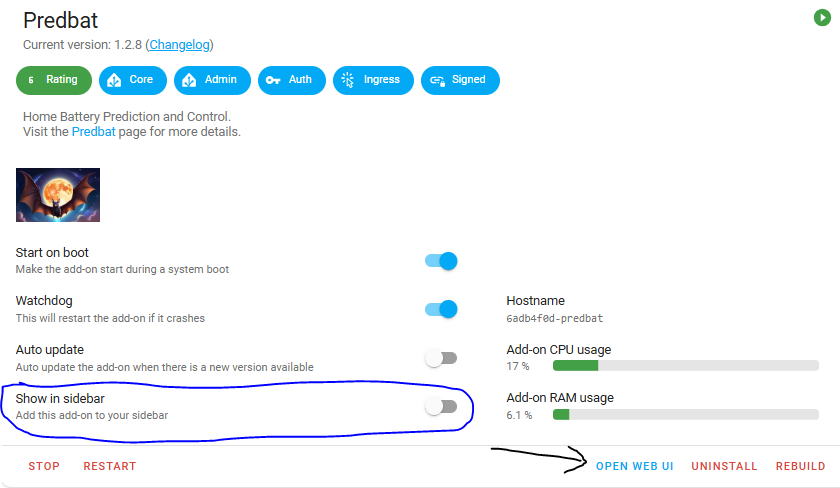 Predbat
Current version: 1.2.8 (Changelog)
6 Rating Core Admin Auth Ingress Signed
Home Battery Prediction and Control.
Visit the Predbat page for more details.
Start on boot
Make the add-on start during a system boot
Watchdog
This will restart the add-on if it crashes
Hostname
6adb4f0d-predbat
Auto update
Auto update the add-on when there is a new version available
Add-on CPU usage
17 %
Show in sidebar
Add this add-on to your sidebar
Add-on RAM usage
6.1 %
STOP RESTART OPEN WEB UI UNINSTALL REBUILD